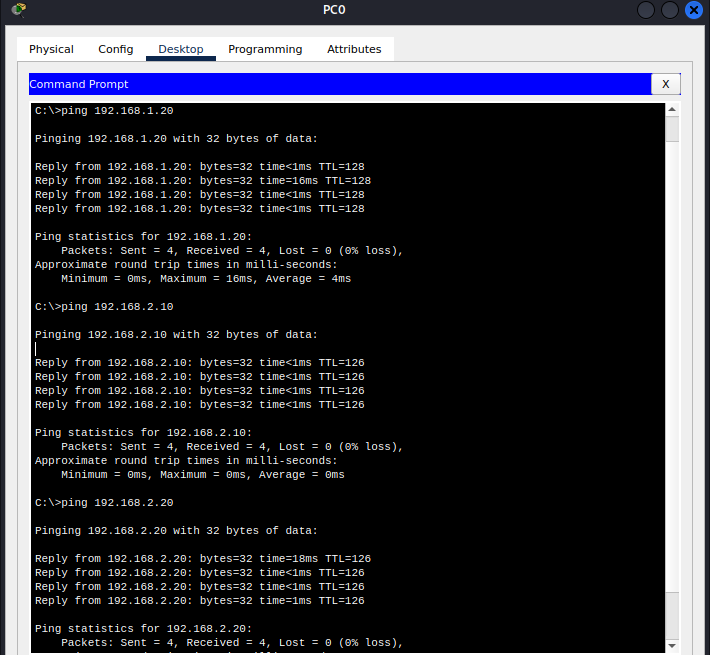 PC0
Physical Config Desktop Programming Attributes
Command Prompt
X
C:\>ping 192.168.1.20
Pinging 192.168.1.20 with 32 bytes of data:
Reply from 192.168.1.20: bytes=32 time<1ms TTL=128
Reply from 192.168.1.20: bytes=32 time=16ms TTL=128
Reply from 192.168.1.20: bytes=32 time<1ms TTL=128
Reply from 192.168.1.20: bytes=32 time<1ms TTL=128
Ping statistics for 192.168.1.20:
Packets: Sent = 4, Received = 4, Lost = 0 (0% loss),
Approximate round trip times in milli-seconds:
Minimum = 0ms, Maximum = 16ms, Average = 4ms
C:\>ping 192.168.2.10
Pinging 192.168.2.10 with 32 bytes of data:
Reply from 192.168.2.10: bytes=32 time<1ms TTL=126
Reply from 192.168.2.10: bytes=32 time<1ms TTL=126
Reply from 192.168.2.10: bytes=32 time<1ms TTL=126
Reply from 192.168.2.10: bytes=32 time<1ms TTL=126
Ping statistics for 192.168.2.10:
Packets: Sent = 4, Received = 4, Lost = 0 (0% loss),
Approximate round trip times in milli-seconds:
Minimum = 0ms, Maximum = 0ms, Average = 0ms
C:\>ping 192.168.2.20
Pinging 192.168.2.20 with 32 bytes of data:
Reply from 192.168.2.20: bytes=32 time=18ms TTL=126
Reply from 192.168.2.20: bytes=32 time<1ms TTL=126
Reply from 192.168.2.20: bytes=32 time<1ms TTL=126
Reply from 192.168.2.20: bytes=32 time=1ms TTL=126
Ping statistics for 192.168.2.20:
Packets: Sent = 4, Received = 4, Lost = 0 (0% loss),